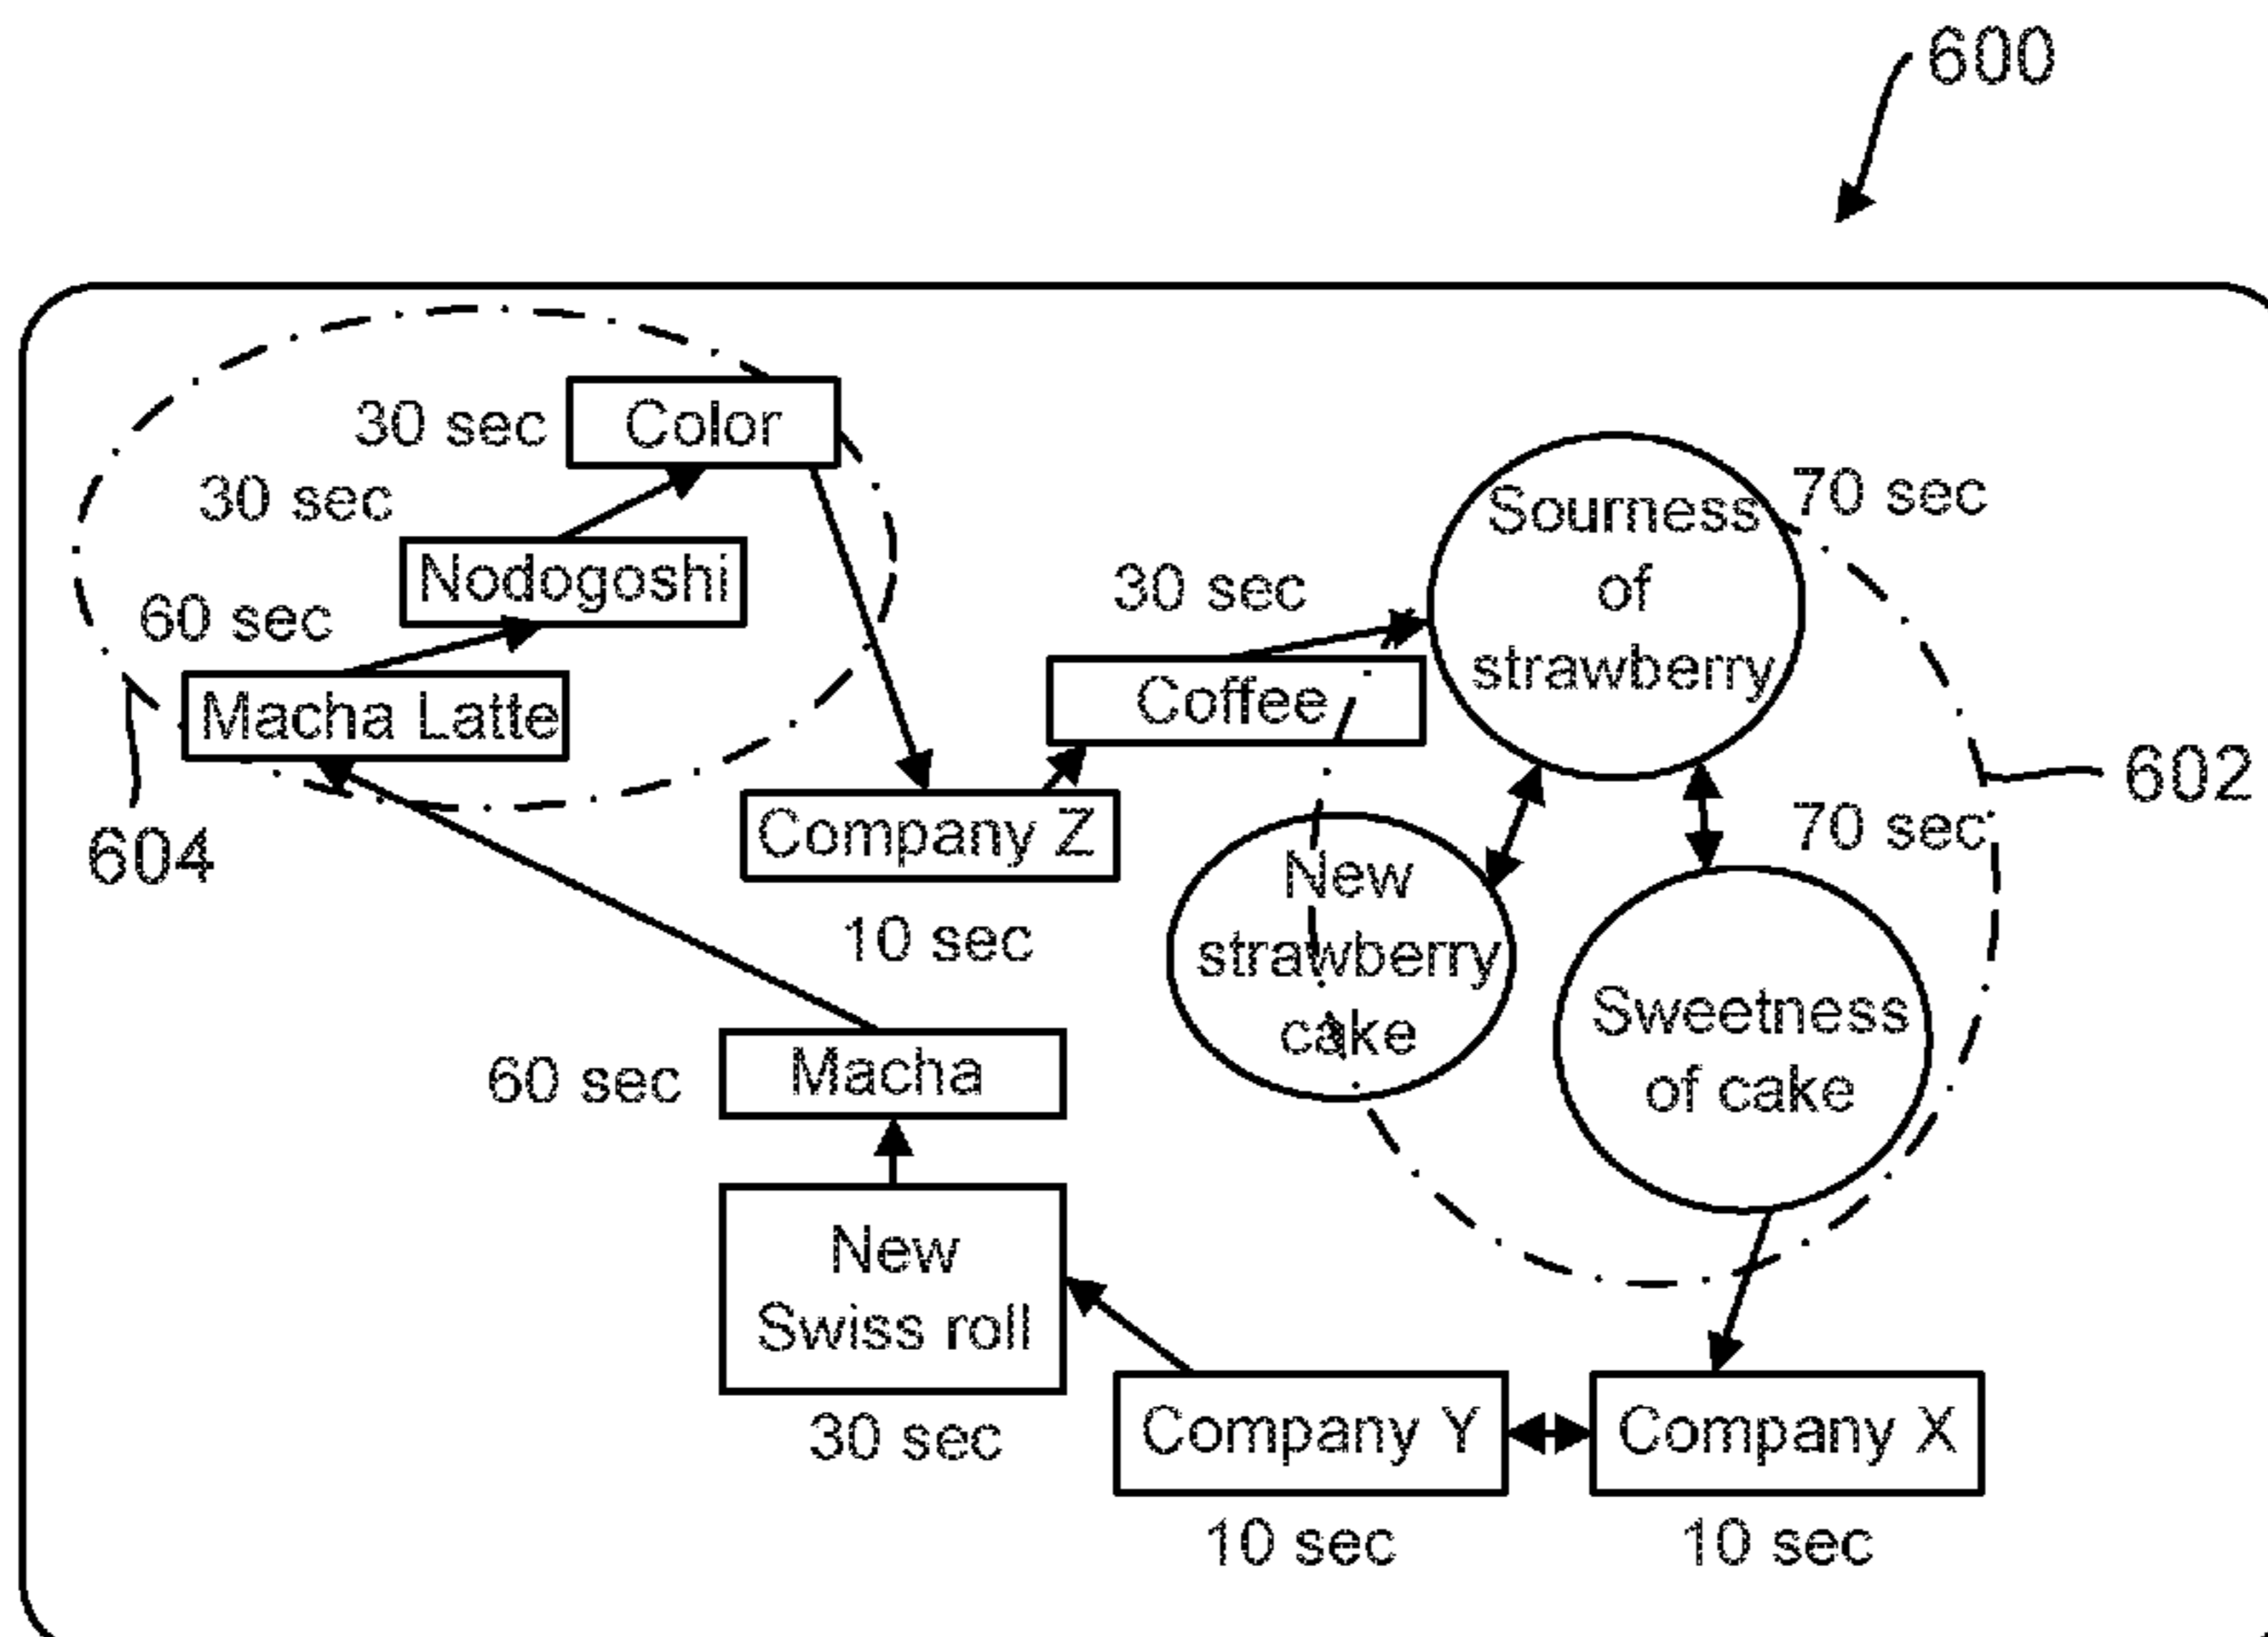 600
30 sec
Color
30 sec
Nodogoshi
60 sec
Macha Latte
604
Company Z
10 sec
30 sec
Coffee
Sourness
of
strawberry
70 sec
602
70 sec
New
strawberry
cake
Sweetness
of cake
60 sec
Macha
New
Swiss roll
30 sec
Company Y
10 sec
Company X
10 sec